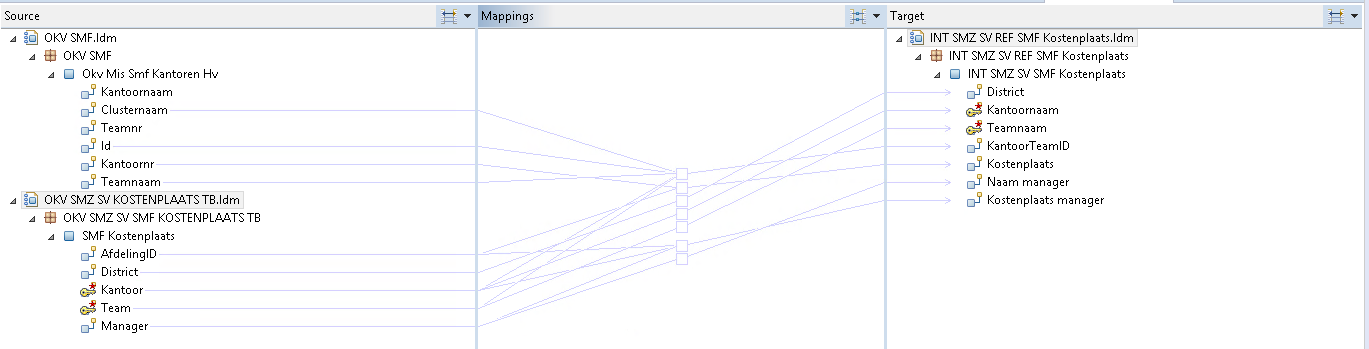 Source
OKV SMF.ldm
OKV SMF
Okv Mis Smf Kantoren Hv
Kantoornaam
Clusternaam
Teamnr
Id
Kantoornr
Teamnaam
OKV SMZ SV KOSTENPLAATS TB.ldm
OKV SMZ SV SMF KOSTENPLAATS TB
SMF Kostenplaats
AfdelingID
District
Kantoor
Team
Manager
Mappings
Target
INT SMZ SV REF SMF Kostenplaats.ldm
INT SMZ SV REF SMF Kostenplaats
INT SMZ SV SMF Kostenplaats
District
Kantoornaam
Teamnaam
KantoorTeamID
Kostenplaats
Naam manager
Kostenplaats manager